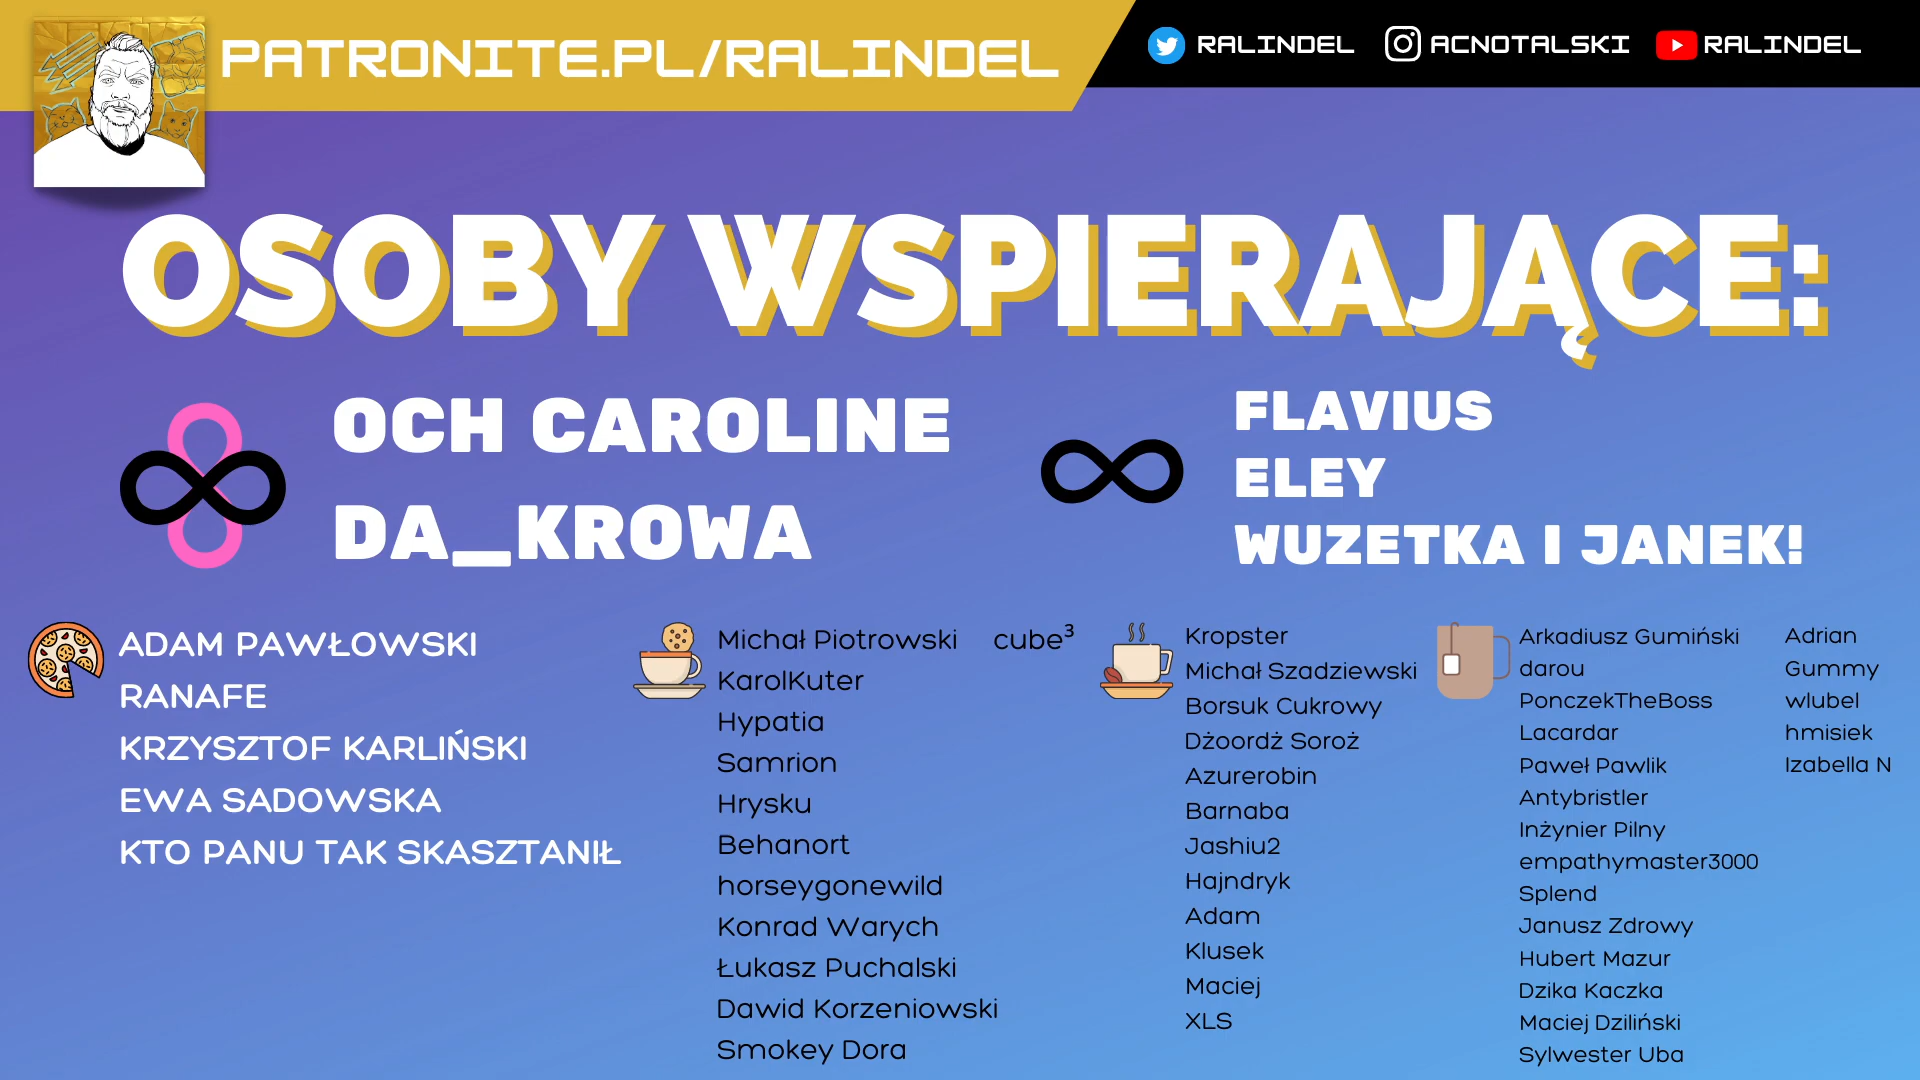 PATRONITE.PL/RALINDEL
RALINDEL
ACNOTALSKI
RALINDEL
OSOBY WSPIERAJĄCE:
OCH CAROLINE
DA_KROWA
FLAVIUS
ELEY
WUZETKA I JANEK!
ADAM PAWŁOWSKI
RANAFE
KRZYSZTOF KARLIŃSKI
EWA SADOWSKA
KTO PANU TAK SKASZTANIŁ
Michał Piotrowski
KarolKuter
Hypatia
Samrion
Hrysku
Behanort
horseygonewild
Konrad Warych
Łukasz Puchalski
Dawid Korzeniowski
Smokey Dora
cube³
Kropster
Michał Szadziewski
Borsuk Cukrowy
Dżoordż Soroż
Azurerobin
Barnaba
Jashiu2
Hajndryk
Adam
Klusek
Maciej
XLS
Arkadiusz Gumiński
darou
PonczekTheBoss
Lacardar
Paweł Pawlik
Antybristler
Inżynier Pilny
empathymaster3000
Splend
Janusz Zdrowy
Hubert Mazur
Dzika Kaczka
Maciej Dziliński
Sylwester Uba
Adrian
Gummy
wlubel
hmisiek
Izabella N